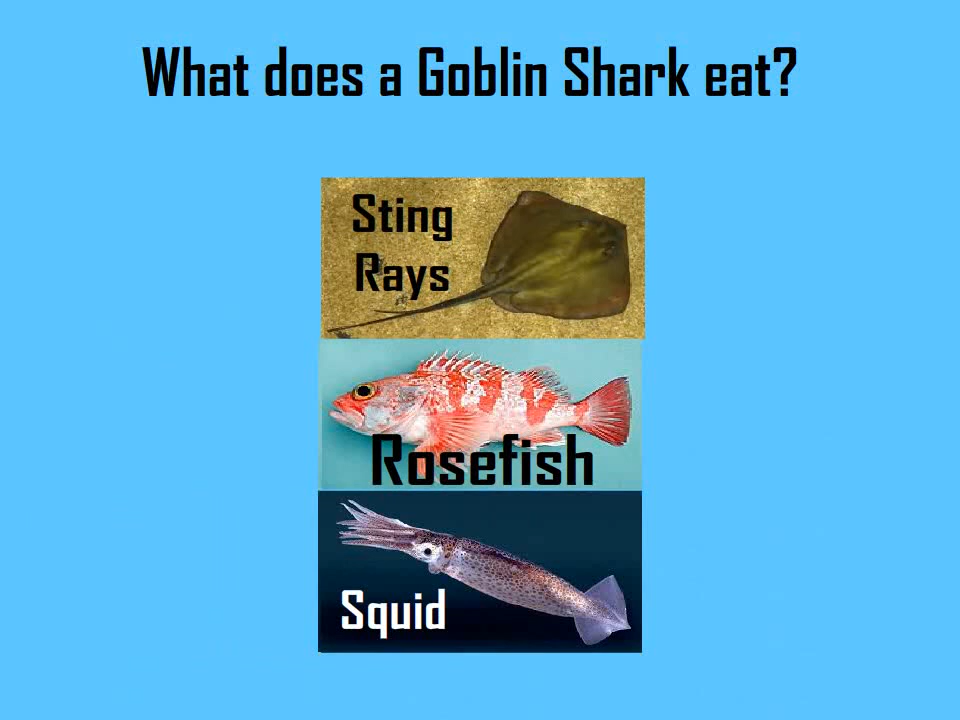 What does a Goblin Shark eat?
Sting
Rays
Rosefish
Squid